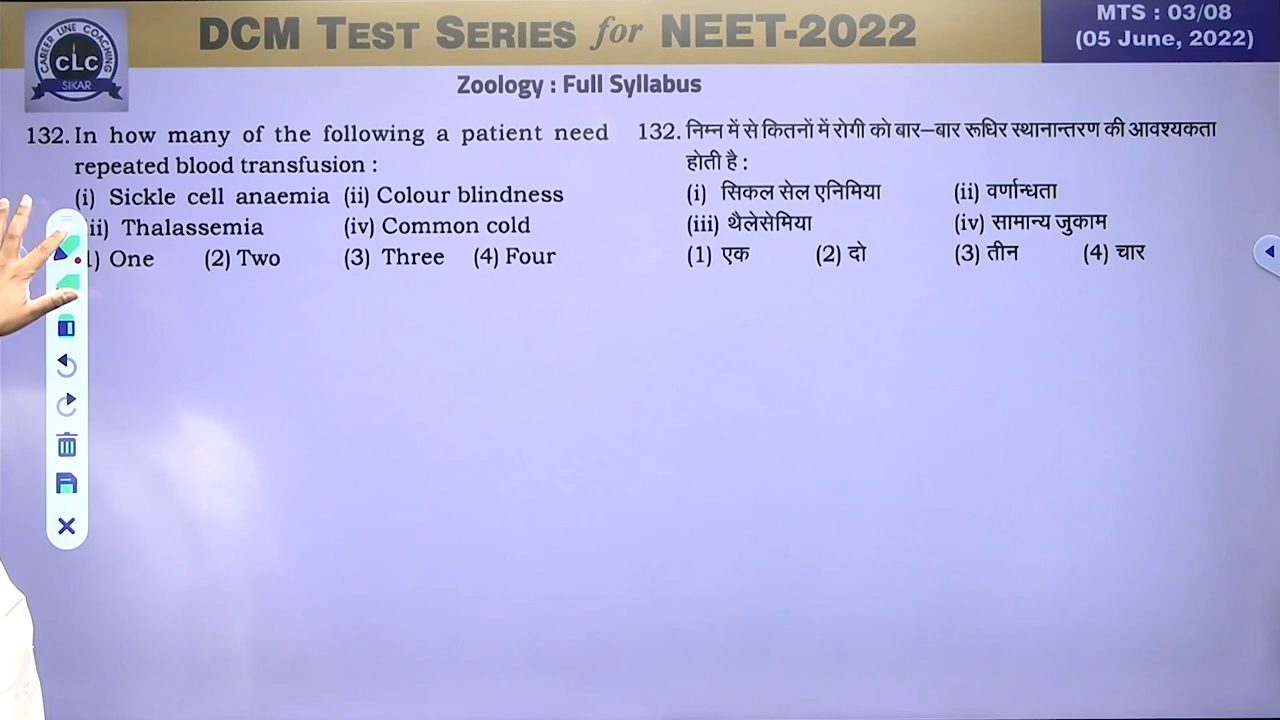 CAREER LINE COACHING
CLC
SIKAR
DCM TEST SERIES for NEET-2022
MTS : 03/08
(05 June, 2022)
Zoology : Full Syllabus
132. In how many of the following a patient need
repeated blood transfusion :
(i) Sickle cell anaemia (ii) Colour blindness
ii) Thalassemia (iv) Common cold
1) One (2) Two (3) Three (4) Four
132. निम्न में से कितनों में रोगी को बार–बार रूधिर स्थानान्तरण की आवश्यकता
होती है :
(i) सिकल सेल एनिमिया (ii) वर्णान्धता
(iii) थैलेसेमिया (iv) सामान्य जुकाम
(1) एक (2) दो (3) तीन (4) चार